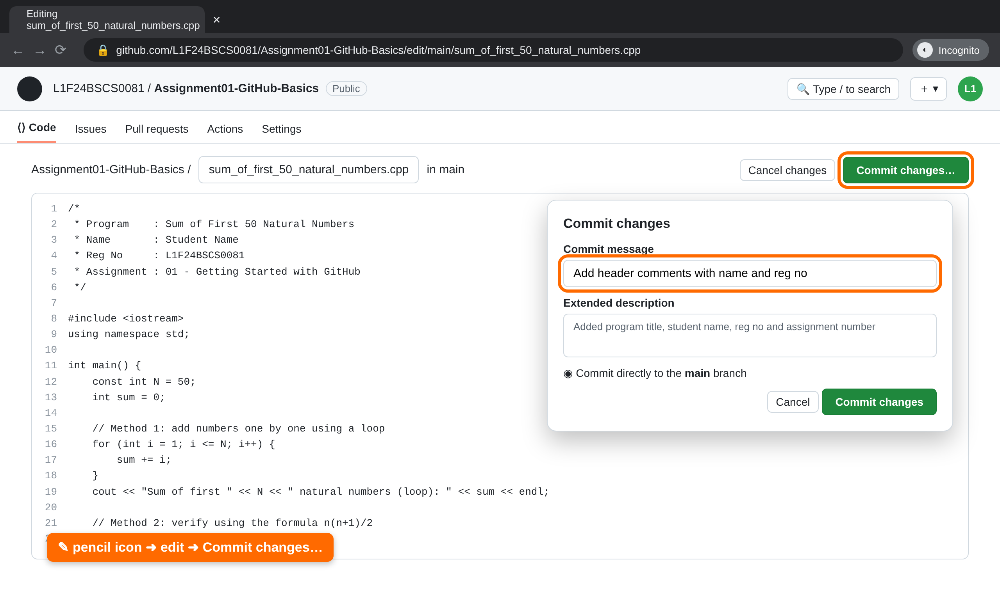 Editing
sum_of_first_50_natural_numbers.cpp
github.com/L1F24BSCS0081/Assignment01-GitHub-Basics/edit/main/sum_of_first_50_natural_numbers.cpp
Incognito
L1F24BSCS0081 / Assignment01-GitHub-Basics Public
Type / to search
+ ▾
L1
Code Issues Pull requests Actions Settings
Assignment01-GitHub-Basics / sum_of_first_50_natural_numbers.cpp in main
Cancel changes
Commit changes…
1 /*
2  * Program    : Sum of First 50 Natural Numbers
3  * Name       : Student Name
4  * Reg No     : L1F24BSCS0081
5  * Assignment : 01 - Getting Started with GitHub
6  */
7
8 #include <iostream>
9 using namespace std;
10
11 int main() {
12     const int N = 50;
13     int sum = 0;
14
15     // Method 1: add numbers one by one using a loop
16     for (int i = 1; i <= N; i++) {
17         sum += i;
18     }
19     cout << "Sum of first " << N << " natural numbers (loop): " << sum << endl;
20
21     // Method 2: verify using the formula n(n+1)/2
Commit changes
Commit message
Add header comments with name and reg no
Extended description
Added program title, student name, reg no and assignment number
◉ Commit directly to the main branch
Cancel
Commit changes
✎ pencil icon ➜ edit ➜ Commit changes…